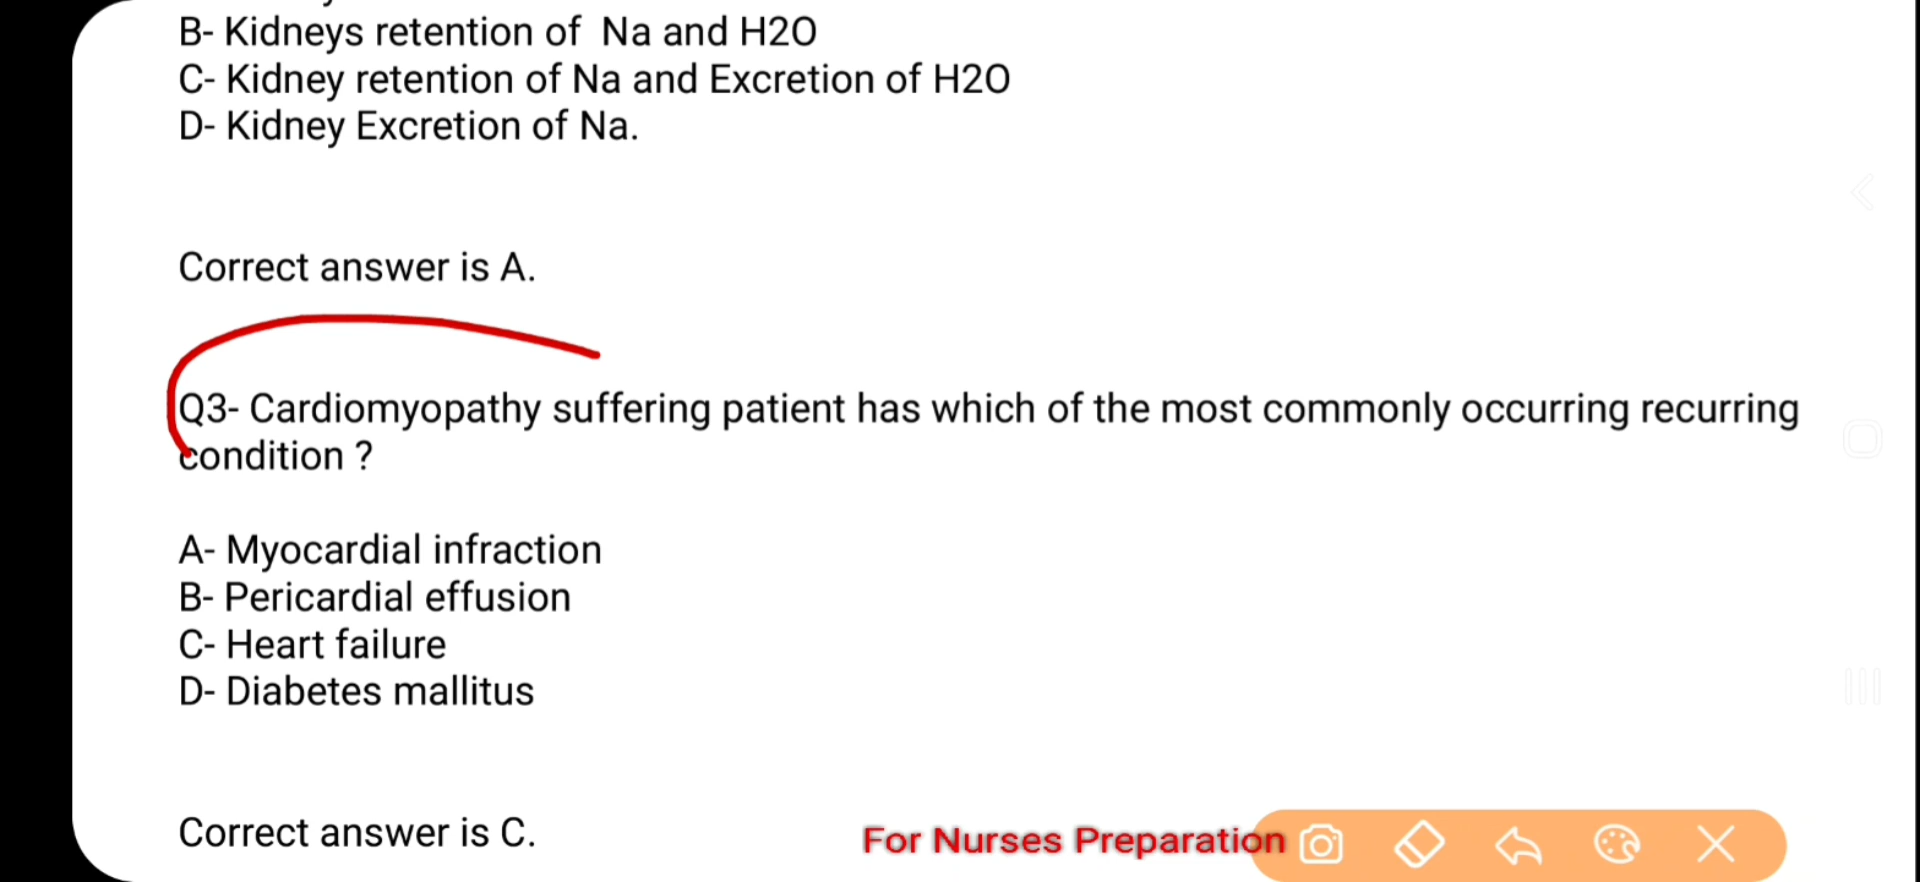 B- Kidneys retention of  Na and H2O
C- Kidney retention of Na and Excretion of H2O
D- Kidney Excretion of Na.
Correct answer is A.
Q3- Cardiomyopathy suffering patient has which of the most commonly occurring recurring
condition ?
A- Myocardial infraction
B- Pericardial effusion
C- Heart failure
D- Diabetes mallitus
Correct answer is C.
For Nurses Preparation